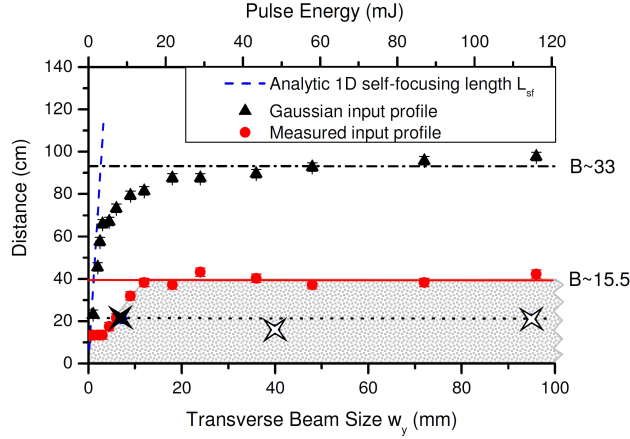 Pulse Energy (mJ)
0 20 40 60 80 100 120
140
120
100
80
60
40
20
0
Distance (cm)
Analytic 1D self-focusing length L_sf
Gaussian input profile
Measured input profile
B~33
B~15.5
0 20 40 60 80 100
Transverse Beam Size w_y (mm)